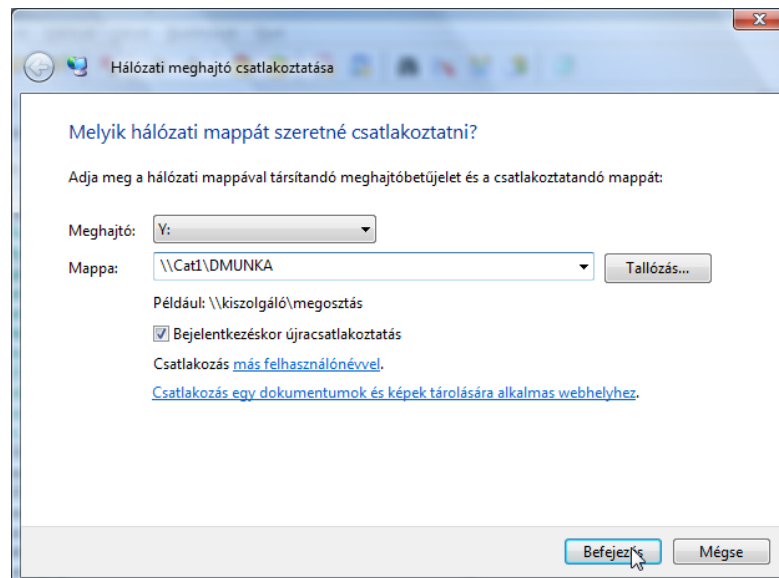 Hálózati meghajtó csatlakoztatása
Melyik hálózati mappát szeretné csatlakoztatni?
Adja meg a hálózati mappával társítandó meghajtóbetűjelet és a csatlakoztatandó mappát:
Meghajtó: Y:
Mappa: \\Cat1\DMUNKA Tallózás...
Például: \\kiszolgáló\megosztás
Bejelentkezéskor újracsatlakoztatás
Csatlakozás más felhasználónévvel.
Csatlakozás egy dokumentumok és képek tárolására alkalmas webhelyhez.
Befejezés Mégse